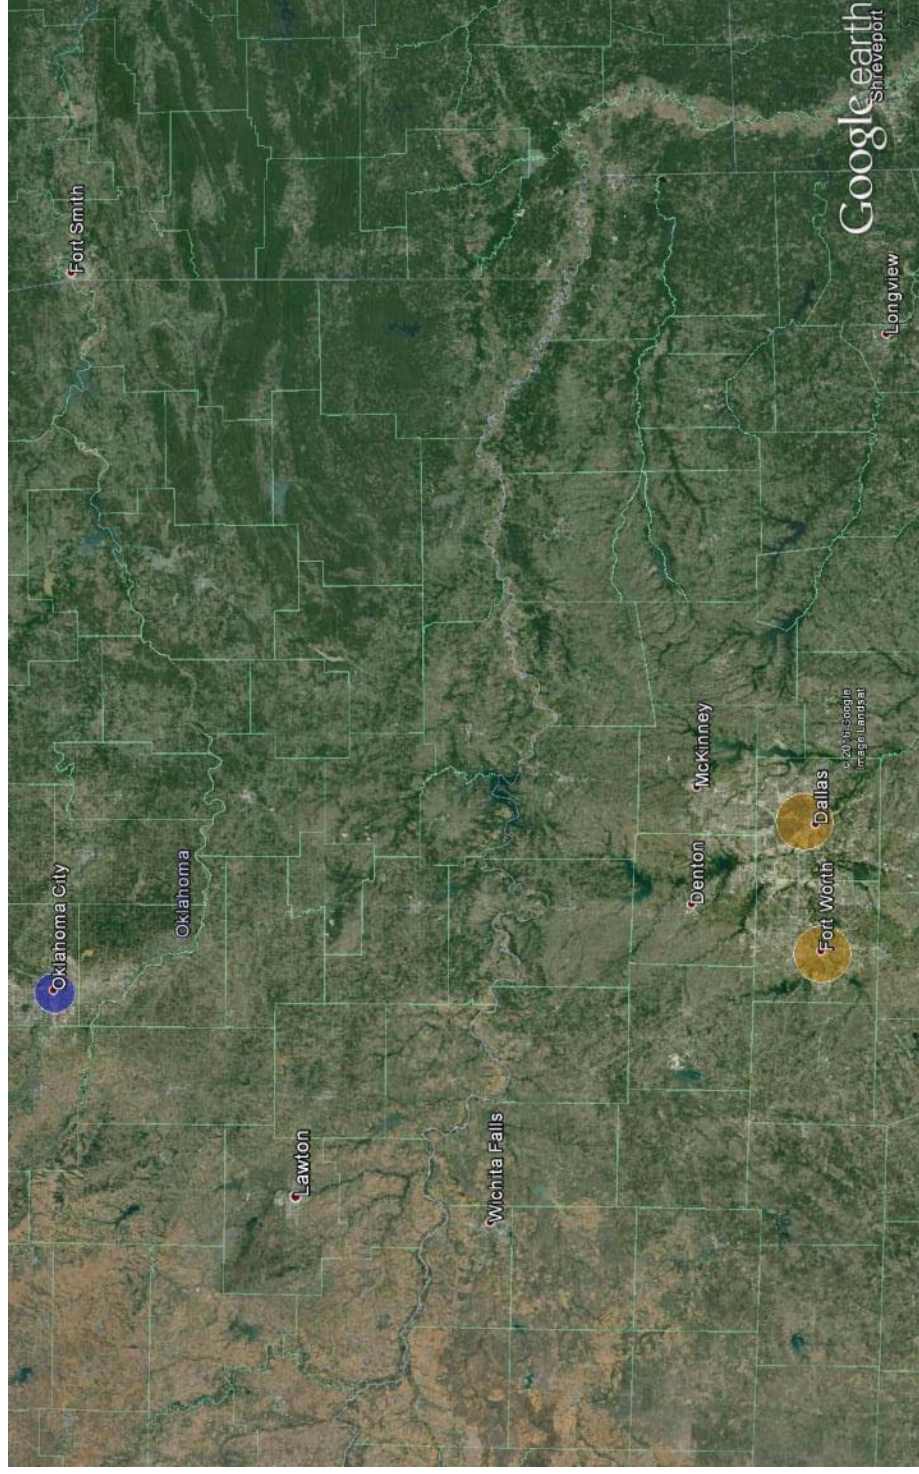 Oklahoma City
Fort Smith
Oklahoma
Lawton
Wichita Falls
Denton
McKinney
Fort Worth
Dallas
© 2016 Google
Image Landsat
Longview
Google earth
Shreveport